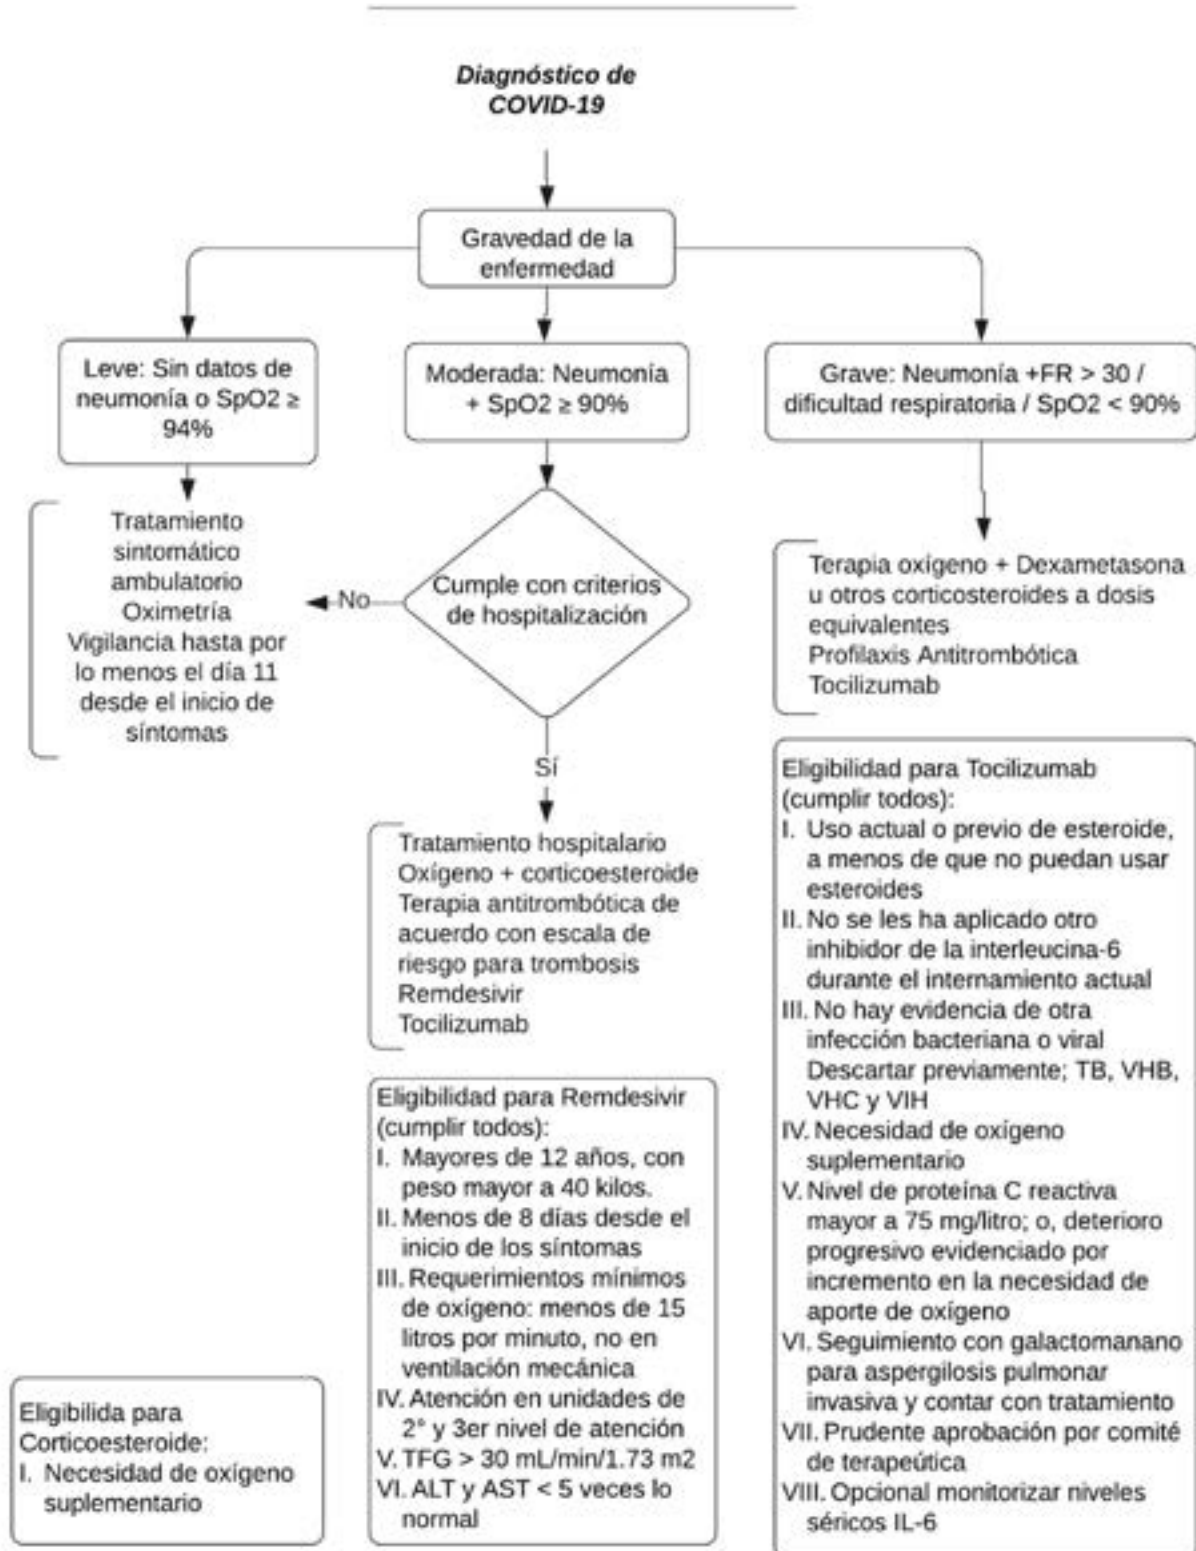 Diagnóstico de
COVID-19
Gravedad de la
enfermedad
Leve: Sin datos de
neumonía o SpO2 ≥
94%
Moderada: Neumonía
+ SpO2 ≥ 90%
Grave: Neumonía +FR > 30 /
dificultad respiratoria / SpO2 < 90%
Tratamiento
sintomático
ambulatorio
Oximetría
Vigilancia hasta por
lo menos el día 11
desde el inicio de
síntomas
No
Cumple con criterios
de hospitalización
Sí
Terapia oxígeno + Dexametasona
u otros corticosteroides a dosis
equivalentes
Profilaxis Antitrombótica
Tocilizumab
Tratamiento hospitalario
Oxígeno + corticoesteroide
Terapia antitrombótica de
acuerdo con escala de
riesgo para trombosis
Remdesivir
Tocilizumab
Eligibilidad para Tocilizumab
(cumplir todos):
I. Uso actual o previo de esteroide,
a menos de que no puedan usar
esteroides
II. No se les ha aplicado otro
inhibidor de la interleucina-6
durante el internamiento actual
III. No hay evidencia de otra
infección bacteriana o viral
Descartar previamente; TB, VHB,
VHC y VIH
IV. Necesidad de oxígeno
suplementario
V. Nivel de proteína C reactiva
mayor a 75 mg/litro; o, deterioro
progresivo evidenciado por
incremento en la necesidad de
aporte de oxígeno
VI. Seguimiento con galactomanano
para aspergilosis pulmonar
invasiva y contar con tratamiento
VII. Prudente aprobación por comité
de terapeútica
VIII. Opcional monitorizar niveles
séricos IL-6
Eligibilidad para Remdesivir
(cumplir todos):
I. Mayores de 12 años, con
peso mayor a 40 kilos.
II. Menos de 8 días desde el
inicio de los síntomas
III. Requerimientos mínimos
de oxígeno: menos de 15
litros por minuto, no en
ventilación mecánica
IV. Atención en unidades de
2° y 3er nivel de atención
V. TFG > 30 mL/min/1.73 m2
VI. ALT y AST < 5 veces lo
normal
Eligibilida para
Corticoesteroide:
I. Necesidad de oxígeno
suplementario